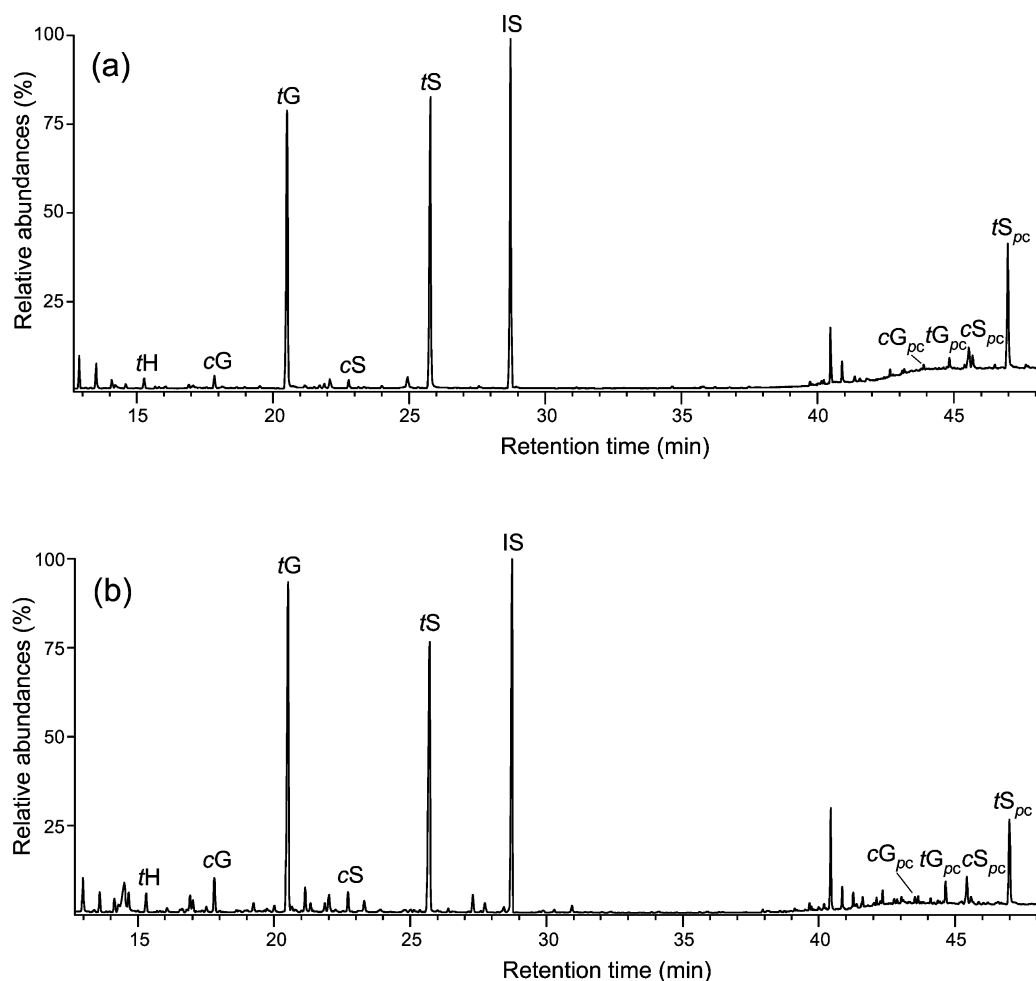 (a)
IS
tG
tS
tH
cG
cS
cGpc
tGpc
cSpc
tSpc
100
75
50
25
Relative abundances (%)
15 20 25 30 35 40 45
Retention time (min)
(b)
IS
tG
tS
tH
cG
cS
cGpc
tGpc
cSpc
tSpc
100
75
50
25
Relative abundances (%)
15 20 25 30 35 40 45
Retention time (min)